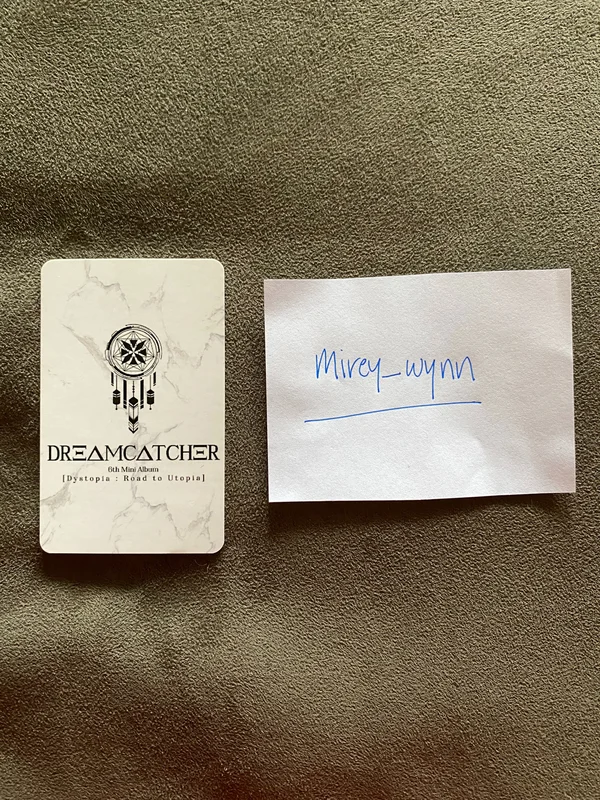 DREAMCATCHER
6th Mini Album
[Dystopia : Road to Utopia]
mirey_wynn